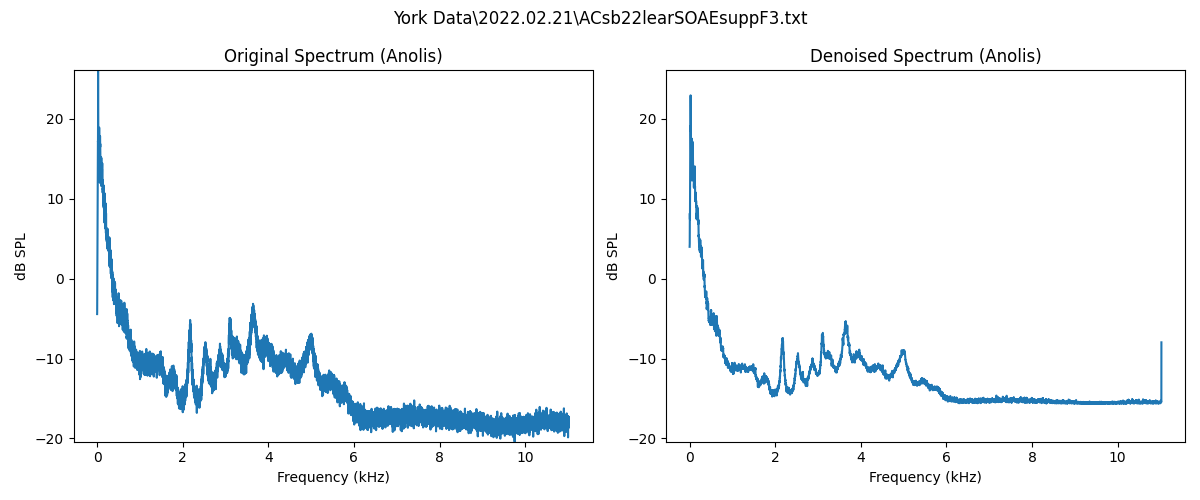 York Data\2022.02.21\ACsb22learSOAEsuppF3.txt
Original Spectrum (Anolis)
20
10
0
−10
−20
dB SPL
0 2 4 6 8 10
Frequency (kHz)
Denoised Spectrum (Anolis)
20
10
0
−10
−20
dB SPL
0 2 4 6 8 10
Frequency (kHz)